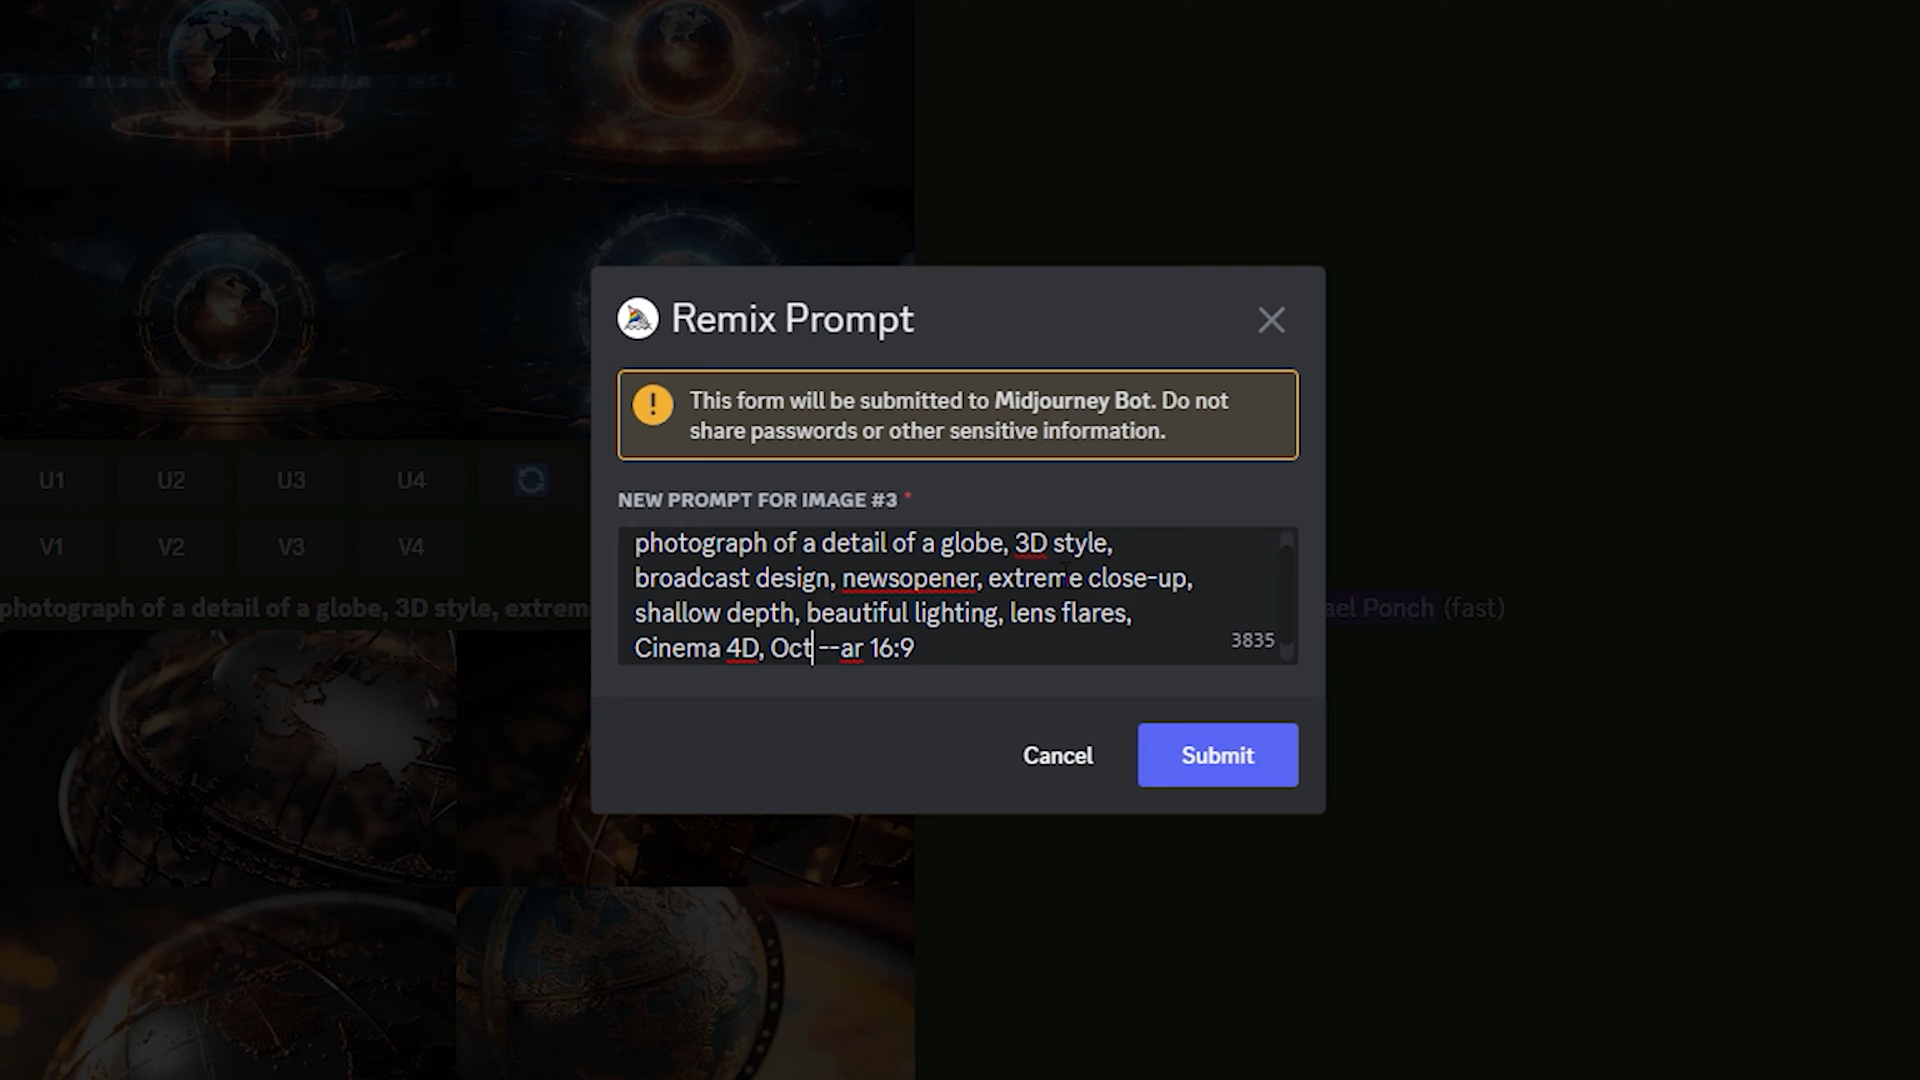 Remix Prompt
This form will be submitted to Midjourney Bot. Do not
share passwords or other sensitive information.
NEW PROMPT FOR IMAGE #3 *
photograph of a detail of a globe, 3D style,
broadcast design, newsopener, extreme close-up,
shallow depth, beautiful lighting, lens flares,
Cinema 4D, Oct --ar 16:9
3835
Cancel
Submit
U1
U2
U3
U4
V1
V2
V3
V4
photograph of a detail of a globe, 3D style, extrem
ael Ponch (fast)